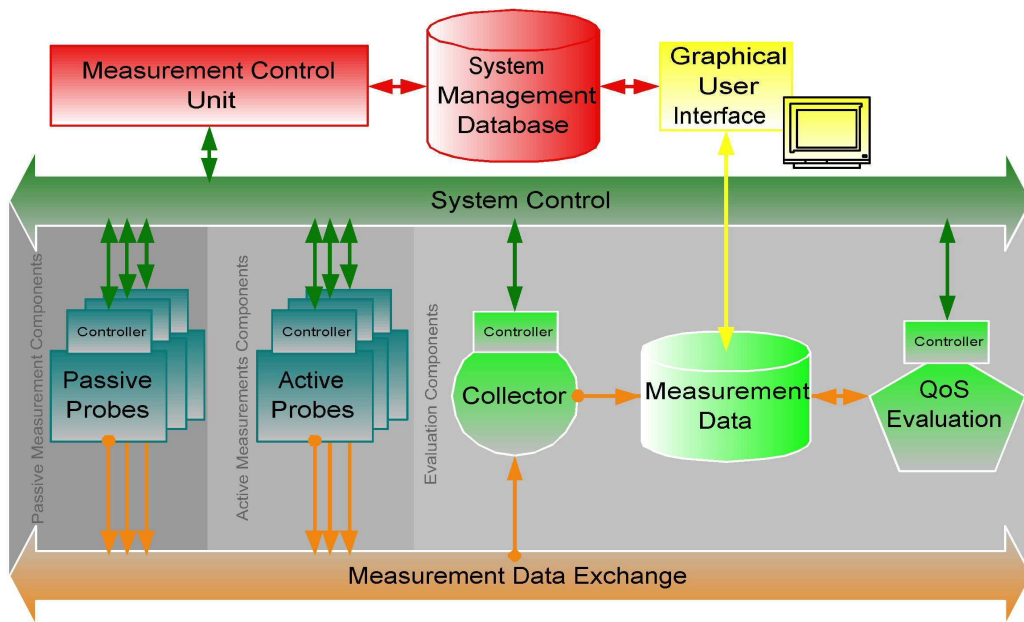 Measurement Control
Unit
System
Management
Database
Graphical
User
Interface
System Control
Passive Measurement Components
Controller
Passive
Probes
Active Measurements Components
Controller
Active
Probes
Evaluation Components
Controller
Collector
Measurement
Data
Controller
QoS
Evaluation
Measurement Data Exchange